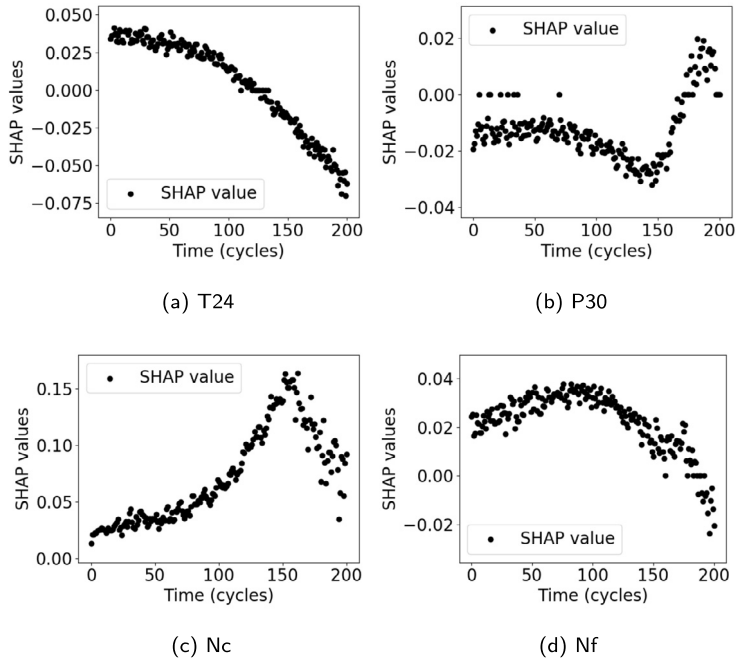 0.050
0.025
0.000
−0.025
−0.050
−0.075
SHAP values
SHAP value
0 50 100 150 200
Time (cycles)
(a) T24
0.02
0.00
−0.02
−0.04
SHAP values
SHAP value
0 50 100 150 200
Time (cycles)
(b) P30
0.15
0.10
0.05
0.00
SHAP values
SHAP value
0 50 100 150 200
Time (cycles)
(c) Nc
0.04
0.02
0.00
−0.02
SHAP values
SHAP value
0 50 100 150 200
Time (cycles)
(d) Nf